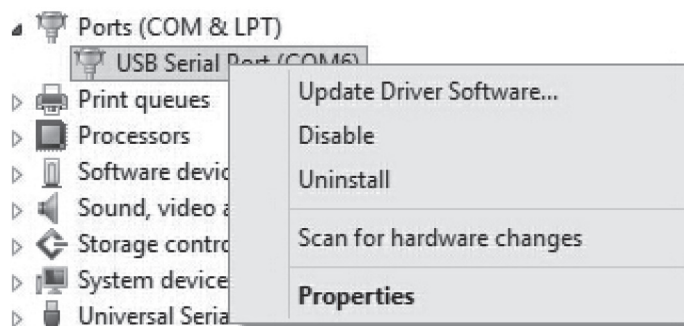 Ports (COM & LPT)
USB Serial Port (COM6)
Print queues
Processors
Software devic
Sound, video a
Storage contro
System device
Universal Seria
Update Driver Software...
Disable
Uninstall
Scan for hardware changes
Properties